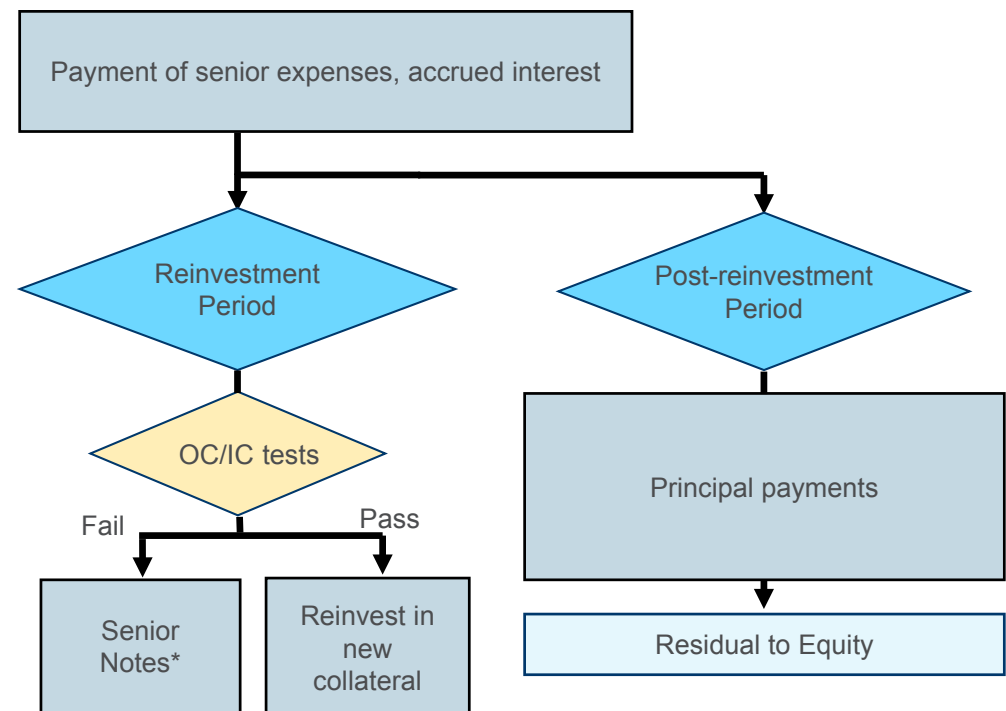 Payment of senior expenses, accrued interest
Reinvestment
Period
Post-reinvestment
Period
OC/IC tests
Fail
Pass
Principal payments
Senior
Notes*
Reinvest in
new
collateral
Residual to Equity